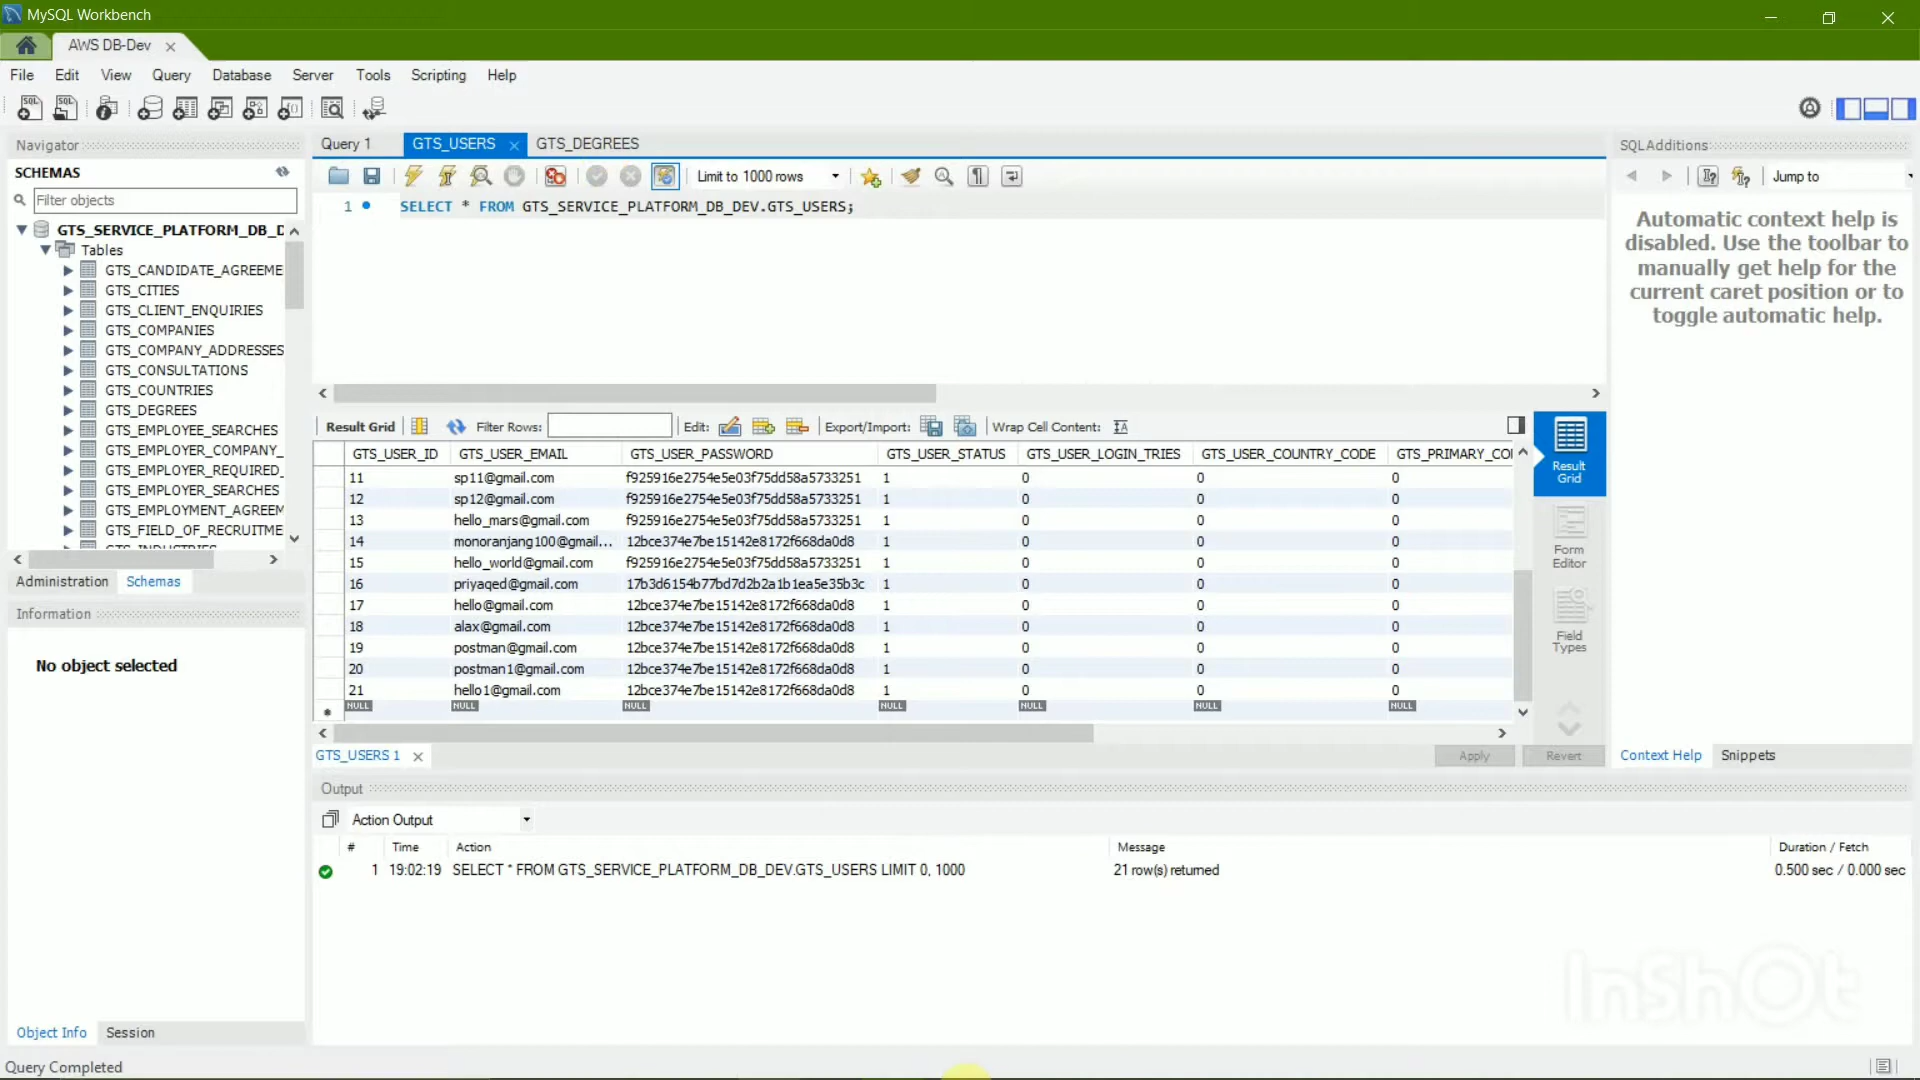 MySQL Workbench
AWS DB-Dev
File Edit View Query Database Server Tools Scripting Help
Navigator
SCHEMAS
Filter objects
GTS_SERVICE_PLATFORM_DB_D
Tables
GTS_CANDIDATE_AGREEME
GTS_CITIES
GTS_CLIENT_ENQUIRIES
GTS_COMPANIES
GTS_COMPANY_ADDRESSES
GTS_CONSULTATIONS
GTS_COUNTRIES
GTS_DEGREES
GTS_EMPLOYEE_SEARCHES
GTS_EMPLOYER_COMPANY_
GTS_EMPLOYER_REQUIRED_
GTS_EMPLOYER_SEARCHES
GTS_EMPLOYMENT_AGREEM
GTS_FIELD_OF_RECRUITME
GTS_INDUSTRIES
Administration Schemas
Information
No object selected
Object Info Session
Query Completed
Query 1 GTS_USERS GTS_DEGREES
Limit to 1000 rows
1 SELECT * FROM GTS_SERVICE_PLATFORM_DB_DEV.GTS_USERS;
Result Grid Filter Rows: Edit: Export/Import: Wrap Cell Content:
GTS_USER_ID GTS_USER_EMAIL GTS_USER_PASSWORD GTS_USER_STATUS GTS_USER_LOGIN_TRIES GTS_USER_COUNTRY_CODE GTS_PRIMARY_CO
11 sp11@gmail.com f925916e2754e5e03f75dd58a5733251 1 0 0 0
12 sp12@gmail.com f925916e2754e5e03f75dd58a5733251 1 0 0 0
13 hello_mars@gmail.com f925916e2754e5e03f75dd58a5733251 1 0 0 0
14 monoranjang100@gmail... 12bce374e7be15142e8172f668da0d8 1 0 0 0
15 hello_world@gmail.com f925916e2754e5e03f75dd58a5733251 1 0 0 0
16 priyaqed@gmail.com 17b3d6154b77bd7d2b2a1b1ea5e35b3c 1 0 0 0
17 hello@gmail.com 12bce374e7be15142e8172f668da0d8 1 0 0 0
18 alax@gmail.com 12bce374e7be15142e8172f668da0d8 1 0 0 0
19 postman@gmail.com 12bce374e7be15142e8172f668da0d8 1 0 0 0
20 postman1@gmail.com 12bce374e7be15142e8172f668da0d8 1 0 0 0
21 hello1@gmail.com 12bce374e7be15142e8172f668da0d8 1 0 0 0
NULL NULL NULL NULL NULL NULL NULL
Result
Grid
Form
Editor
Field
Types
GTS_USERS 1
Apply Revert
Output
Action Output
# Time Action Message Duration / Fetch
1 19:02:19 SELECT * FROM GTS_SERVICE_PLATFORM_DB_DEV.GTS_USERS LIMIT 0, 1000 21 row(s) returned 0.500 sec / 0.000 sec
SQLAdditions
Jump to
Automatic context help is
disabled. Use the toolbar to
manually get help for the
current caret position or to
toggle automatic help.
Context Help Snippets
InShOt